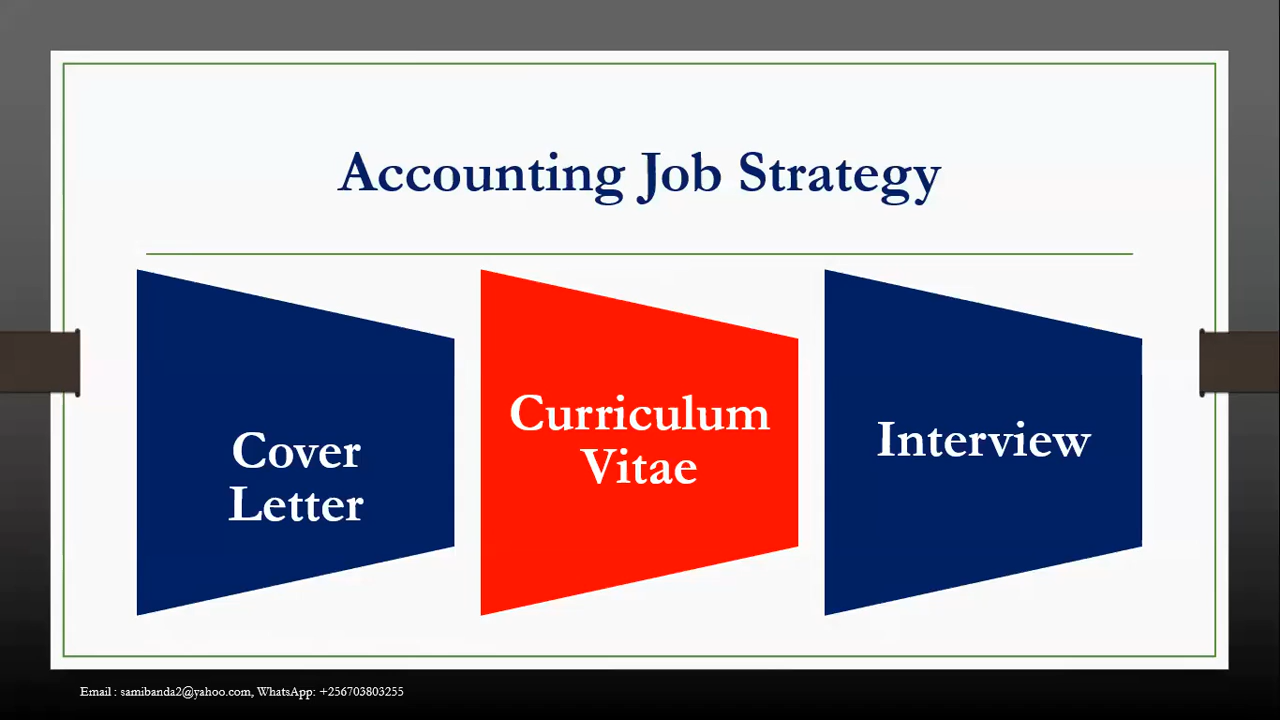 Accounting Job Strategy
Cover
Letter
Curriculum
Vitae
Interview
Email : samibanda2@yahoo.com, WhatsApp: +256703803255